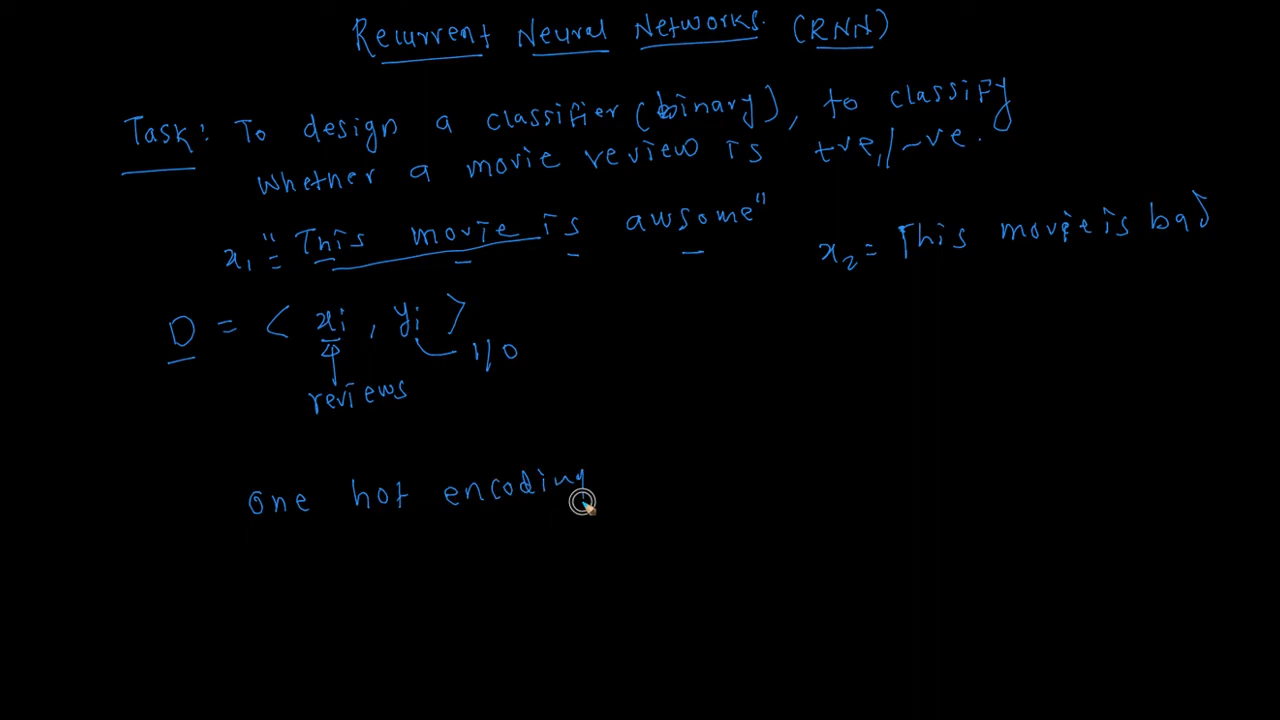 Recurrent Neural Networks. (RNN)
Task: To design a classifier (binary), to classify
whether a movie review is +ve/-ve.
x₁ = "This movie is awsome"
x₂ = This movie is bad
D = < xi, yi >
1/0
reviews
one hot encoding